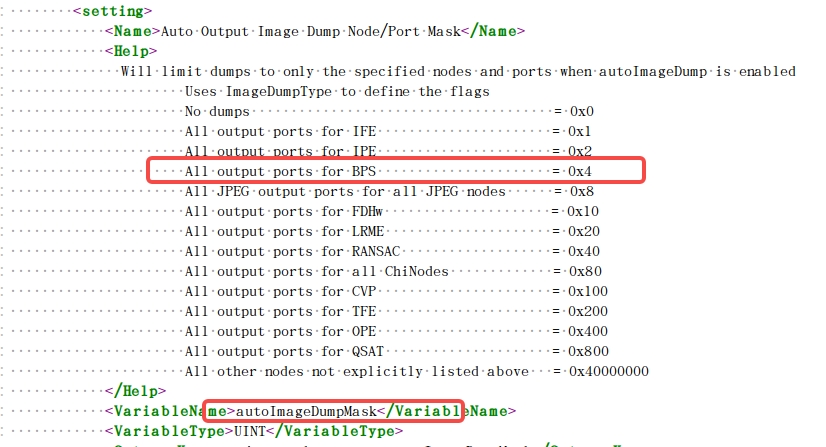 <setting>
<Name>Auto Output Image Dump Node/Port Mask</Name>
<Help>
Will limit dumps to only the specified nodes and ports when autoImageDump is enabled
Uses ImageDumpType to define the flags
No dumps = 0x0
All output ports for IFE = 0x1
All output ports for IPE = 0x2
All output ports for BPS = 0x4
All JPEG output ports for all JPEG nodes = 0x8
All output ports for FDHw = 0x10
All output ports for LRME = 0x20
All output ports for RANSAC = 0x40
All output ports for all ChiNodes = 0x80
All output ports for CVP = 0x100
All output ports for TFE = 0x200
All output ports for OPE = 0x400
All output ports for QSAT = 0x800
All other nodes not explicitly listed above = 0x40000000
</Help>
<VariableName>autoImageDumpMask</VariableName>
<VariableType>UINT</VariableType>